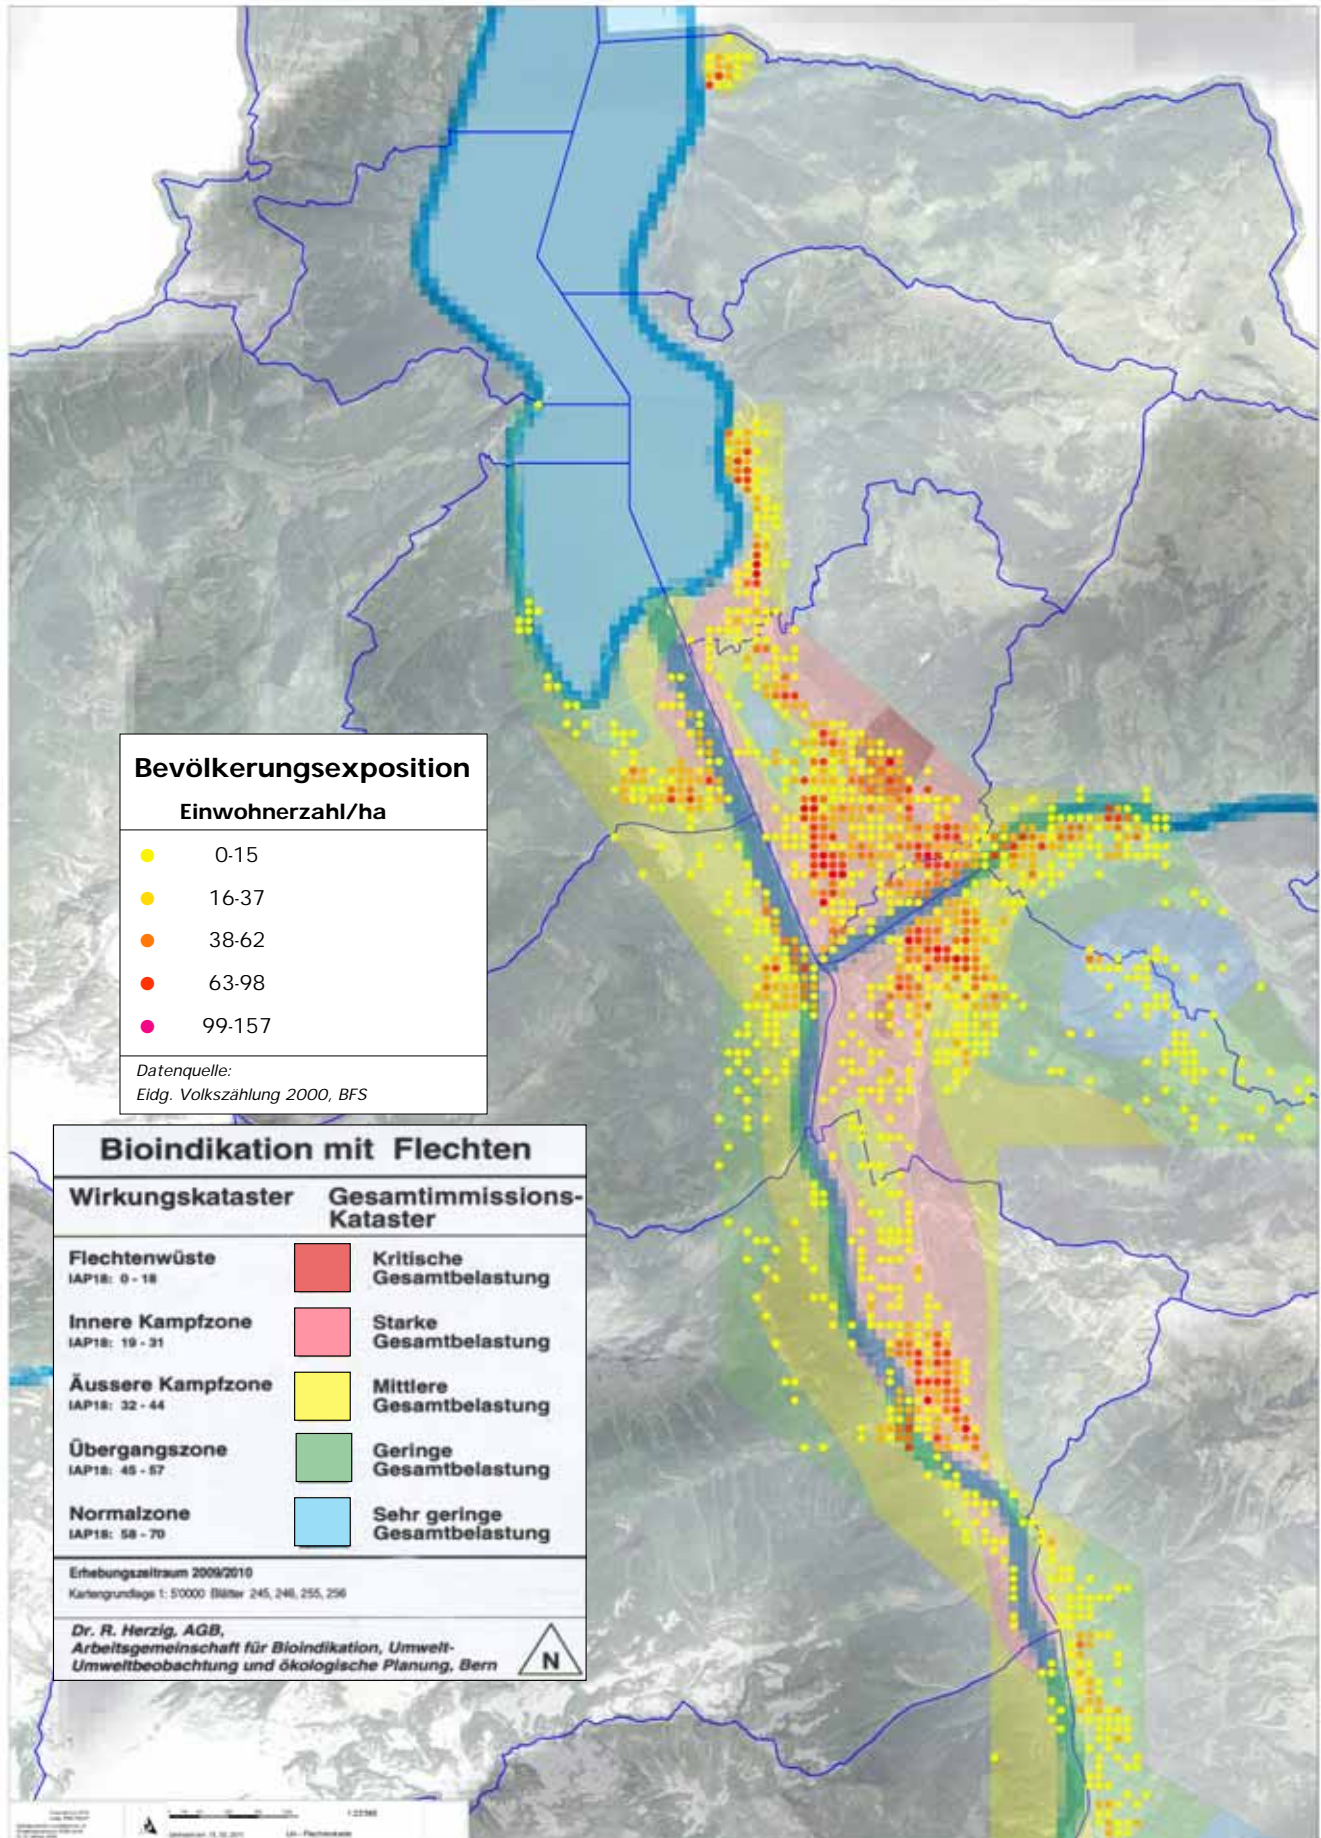 Bevölkerungsexposition
Einwohnerzahl/ha
0-15
16-37
38-62
63-98
99-157
Datenquelle:
Eidg. Volkszählung 2000, BFS
Bioindikation mit Flechten
Wirkungskataster Gesamtimmissions-
Kataster
Flechtenwüste
IAP18: 0 - 18
Kritische
Gesamtbelastung
Innere Kampfzone
IAP18: 19 - 31
Starke
Gesamtbelastung
Äussere Kampfzone
IAP18: 32 - 44
Mittlere
Gesamtbelastung
Übergangszone
IAP18: 45 - 57
Geringe
Gesamtbelastung
Normalzone
IAP18: 58 - 70
Sehr geringe
Gesamtbelastung
Erhebungszeitraum 2009/2010
Kartengrundlage 1: 50000 Blätter 245, 246, 255, 256
Dr. R. Herzig, AGB,
Arbeitsgemeinschaft für Bioindikation, Umwelt-
Umweltbeobachtung und ökologische Planung, Bern
N